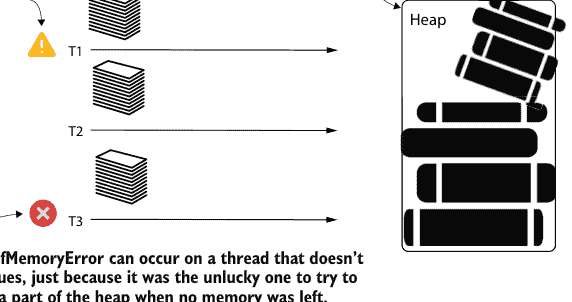 Heap
T1
T2
T3
fMemoryError can occur on a thread that doesn’t
ues, just because it was the unlucky one to try to
a part of the heap when no memory was left.